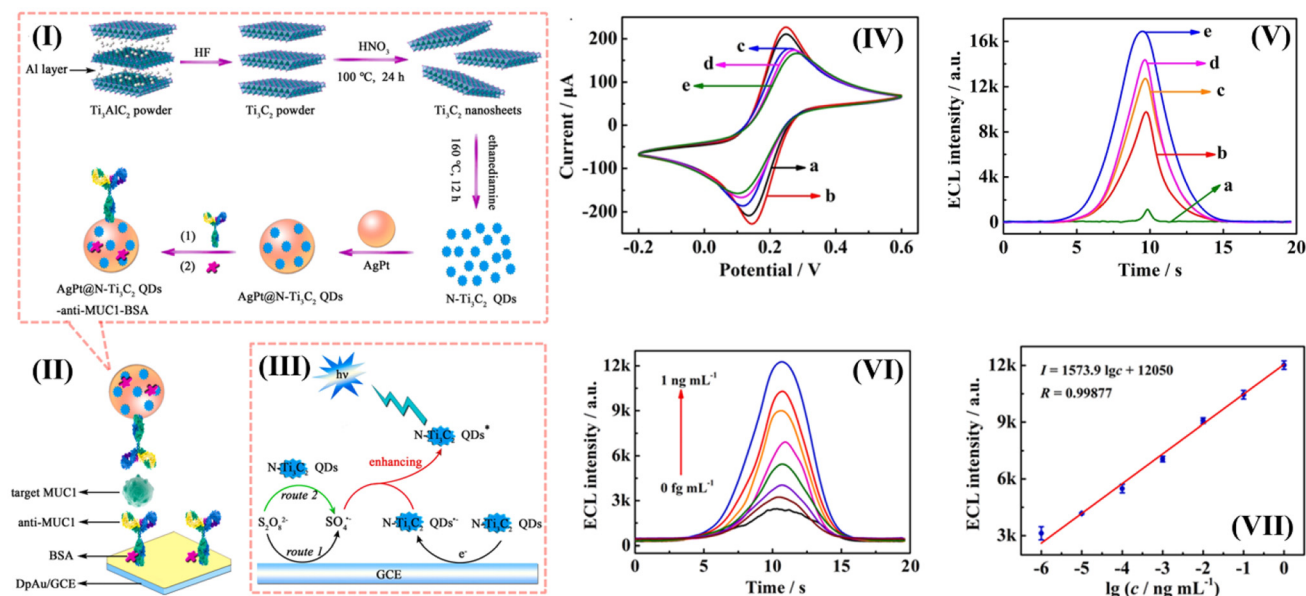 (I)
Al layer
HF
HNO₃
100 ℃, 24 h
Ti₃AlC₂ powder
Ti₃C₂ powder
Ti₃C₂ nanosheets
ethanediamine
160 ℃, 12 h
(1)
(2)
AgPt
AgPt@N-Ti₃C₂ QDs
-anti-MUC1-BSA
AgPt@N-Ti₃C₂ QDs
N-Ti₃C₂ QDs
(II)
target MUC1
anti-MUC1
BSA
DpAu/GCE
(III)
hν
N-Ti₃C₂ QDs*
enhancing
N-Ti₃C₂ QDs
route 2
S₂O₈²⁻
SO₄•⁻
N-Ti₃C₂ QDs•⁻
N-Ti₃C₂ QDs
route 1
e⁻
GCE
(IV)
Current / μA
200
100
0
-100
-200
c
d
e
a
b
-0.2
0.0
0.2
0.4
0.6
Potential / V
(V)
ECL intensity / a.u.
16k
12k
8k
4k
0
e
d
c
b
a
0
5
10
15
20
Time / s
(VI)
ECL intensity / a.u.
12k
9k
6k
3k
0
1 ng mL⁻¹
0 fg mL⁻¹
0
5
10
15
20
Time / s
(VII)
ECL intensity / a.u.
12k
9k
6k
3k
I = 1573.9 lgc + 12050
R = 0.99877
-6
-5
-4
-3
-2
-1
0
lg (c / ng mL⁻¹)